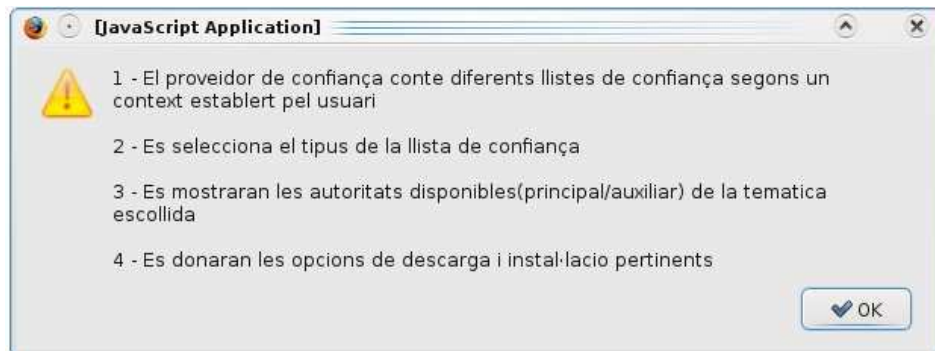 [JavaScript Application]
1 - El proveidor de confiança conte diferents llistes de confiança segons un
context establert pel usuari
2 - Es selecciona el tipus de la llista de confiança
3 - Es mostraran les autoritats disponibles(principal/auxiliar) de la tematica
escollida
4 - Es donaran les opcions de descarga i instal·lacio pertinents
OK